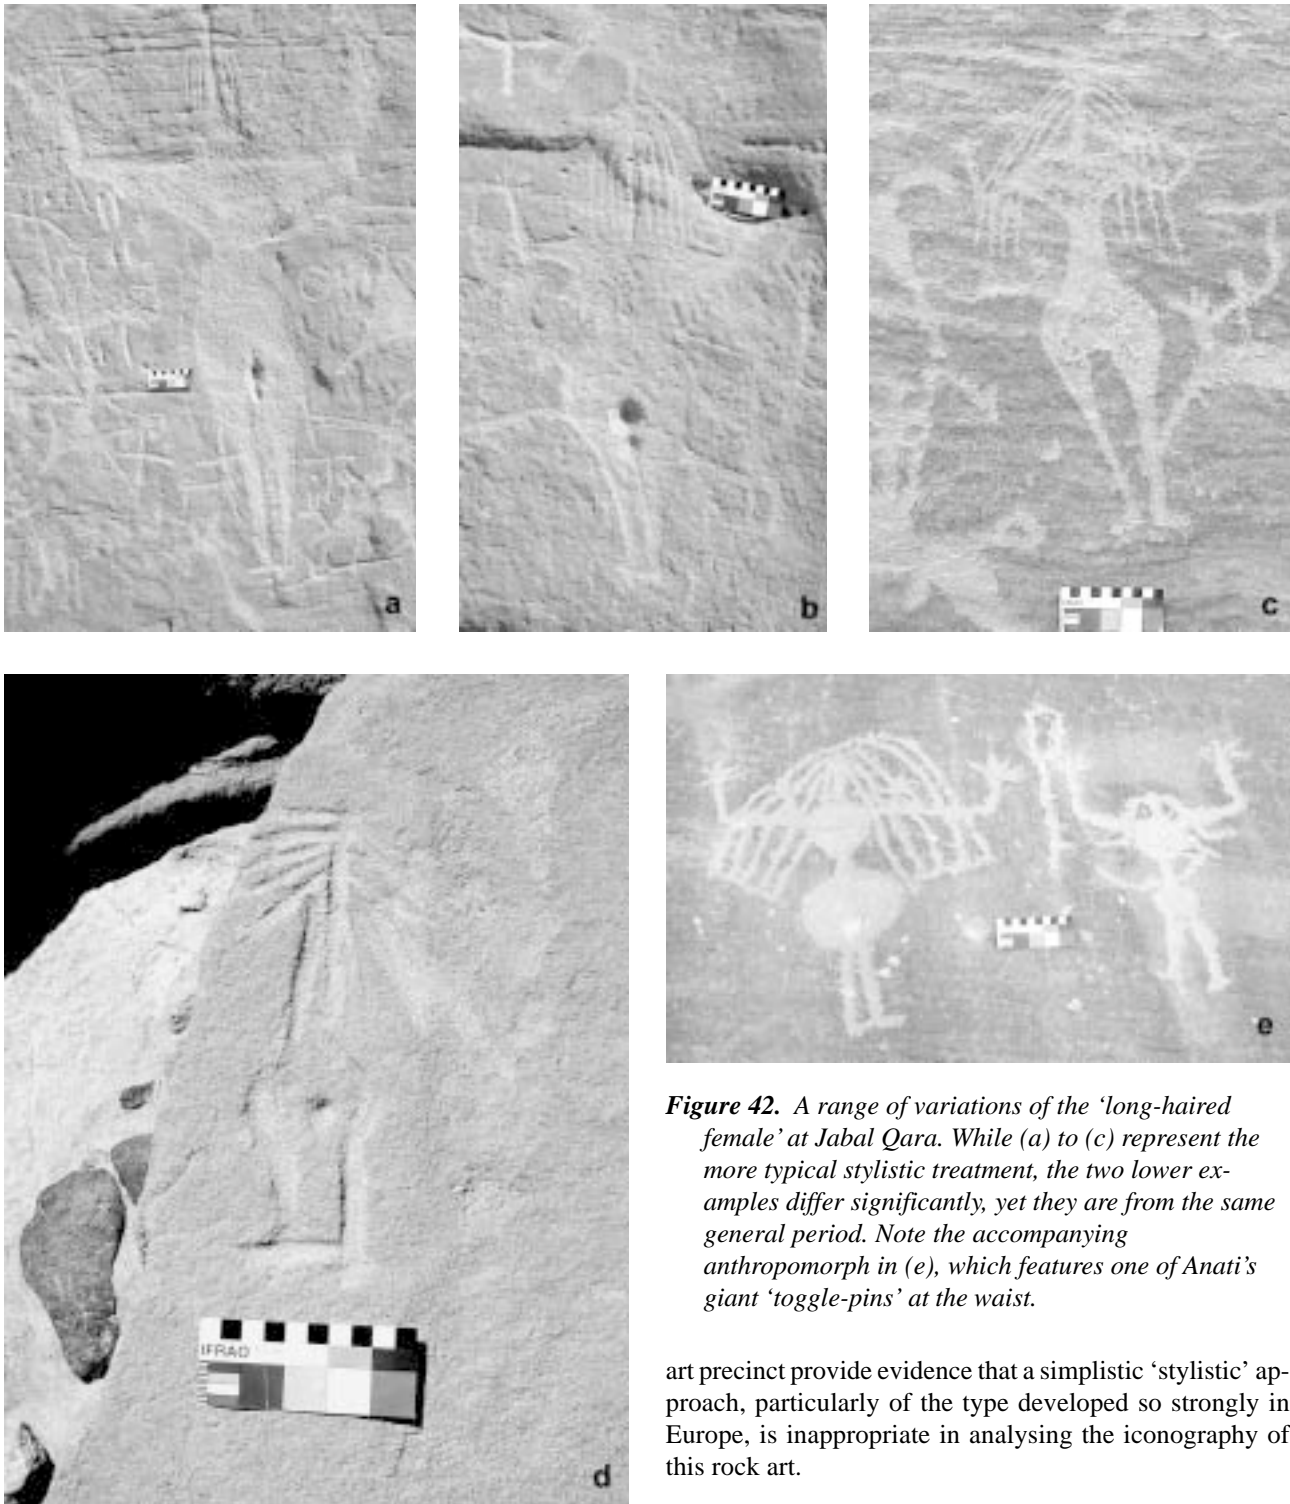 a
b
c
IFRAO
d
e
Figure 42. A range of variations of the ‘long-haired
female’ at Jabal Qara. While (a) to (c) represent the
more typical stylistic treatment, the two lower ex-
amples differ significantly, yet they are from the same
general period. Note the accompanying
anthropomorph in (e), which features one of Anati’s
giant ‘toggle-pins’ at the waist.
art precinct provide evidence that a simplistic ‘stylistic’ ap-
proach, particularly of the type developed so strongly in
Europe, is inappropriate in analysing the iconography of
this rock art.